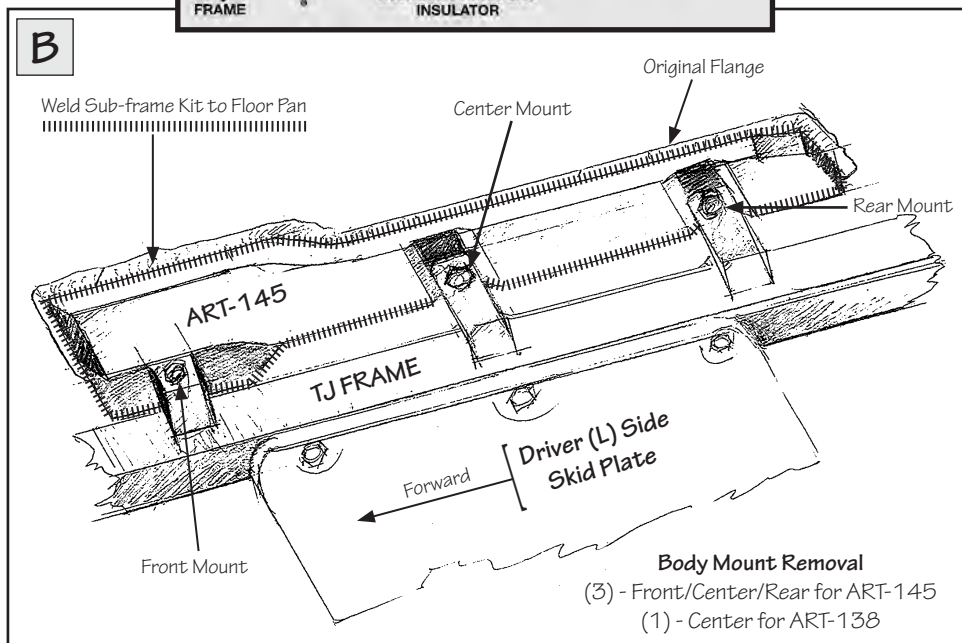 FRAME
INSULATOR
B
Original Flange
Weld Sub-frame Kit to Floor Pan
Center Mount
Rear Mount
ART-145
TJ FRAME
Driver (L) Side
Skid Plate
Forward
Front Mount
Body Mount Removal
(3) - Front/Center/Rear for ART-145
(1) - Center for ART-138